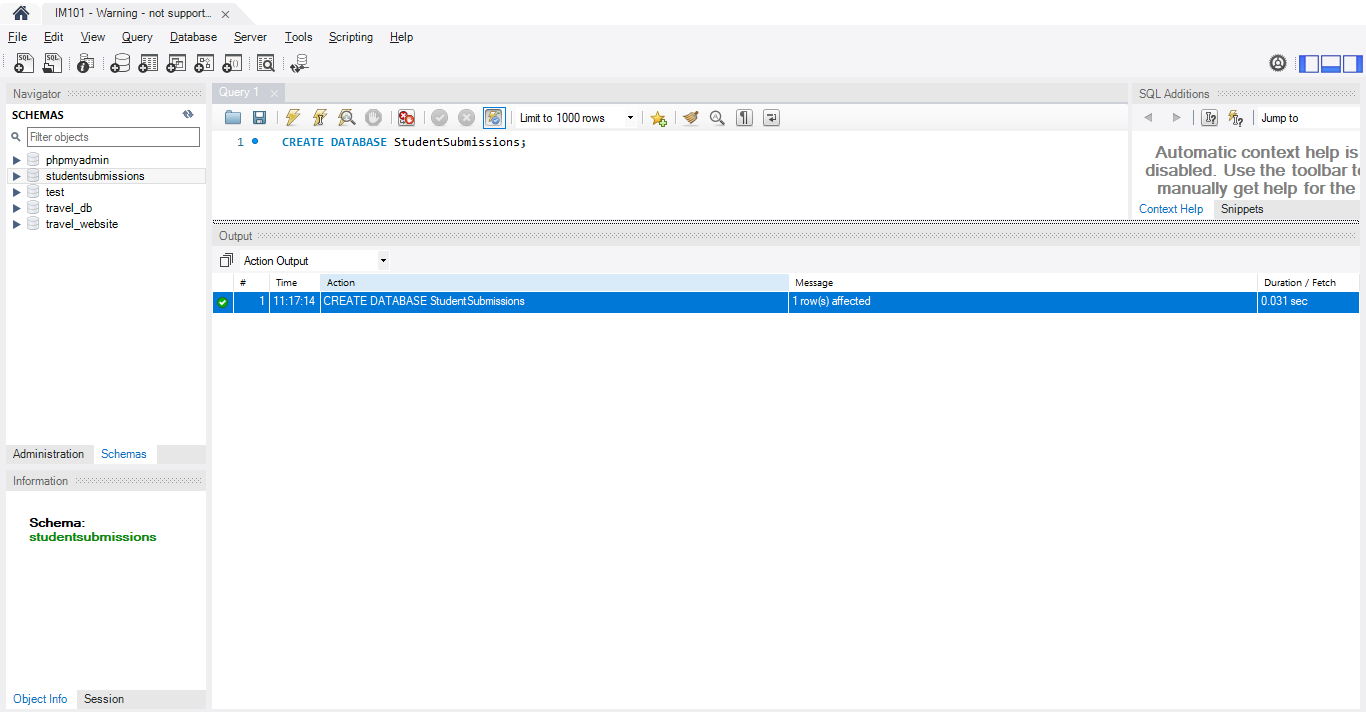 IM101 - Warning - not support...
File Edit View Query Database Server Tools Scripting Help
Navigator
SCHEMAS
Filter objects
phpmyadmin
studentsubmissions
test
travel_db
travel_website
Administration Schemas
Information
Schema:
studentsubmissions
Object Info Session
Query 1
Limit to 1000 rows
1 CREATE DATABASE StudentSubmissions;
SQL Additions
Jump to
Automatic context help is
disabled. Use the toolbar to
manually get help for the
Context Help Snippets
Output
Action Output
# Time Action Message Duration / Fetch
1 11:17:14 CREATE DATABASE StudentSubmissions 1 row(s) affected 0.031 sec